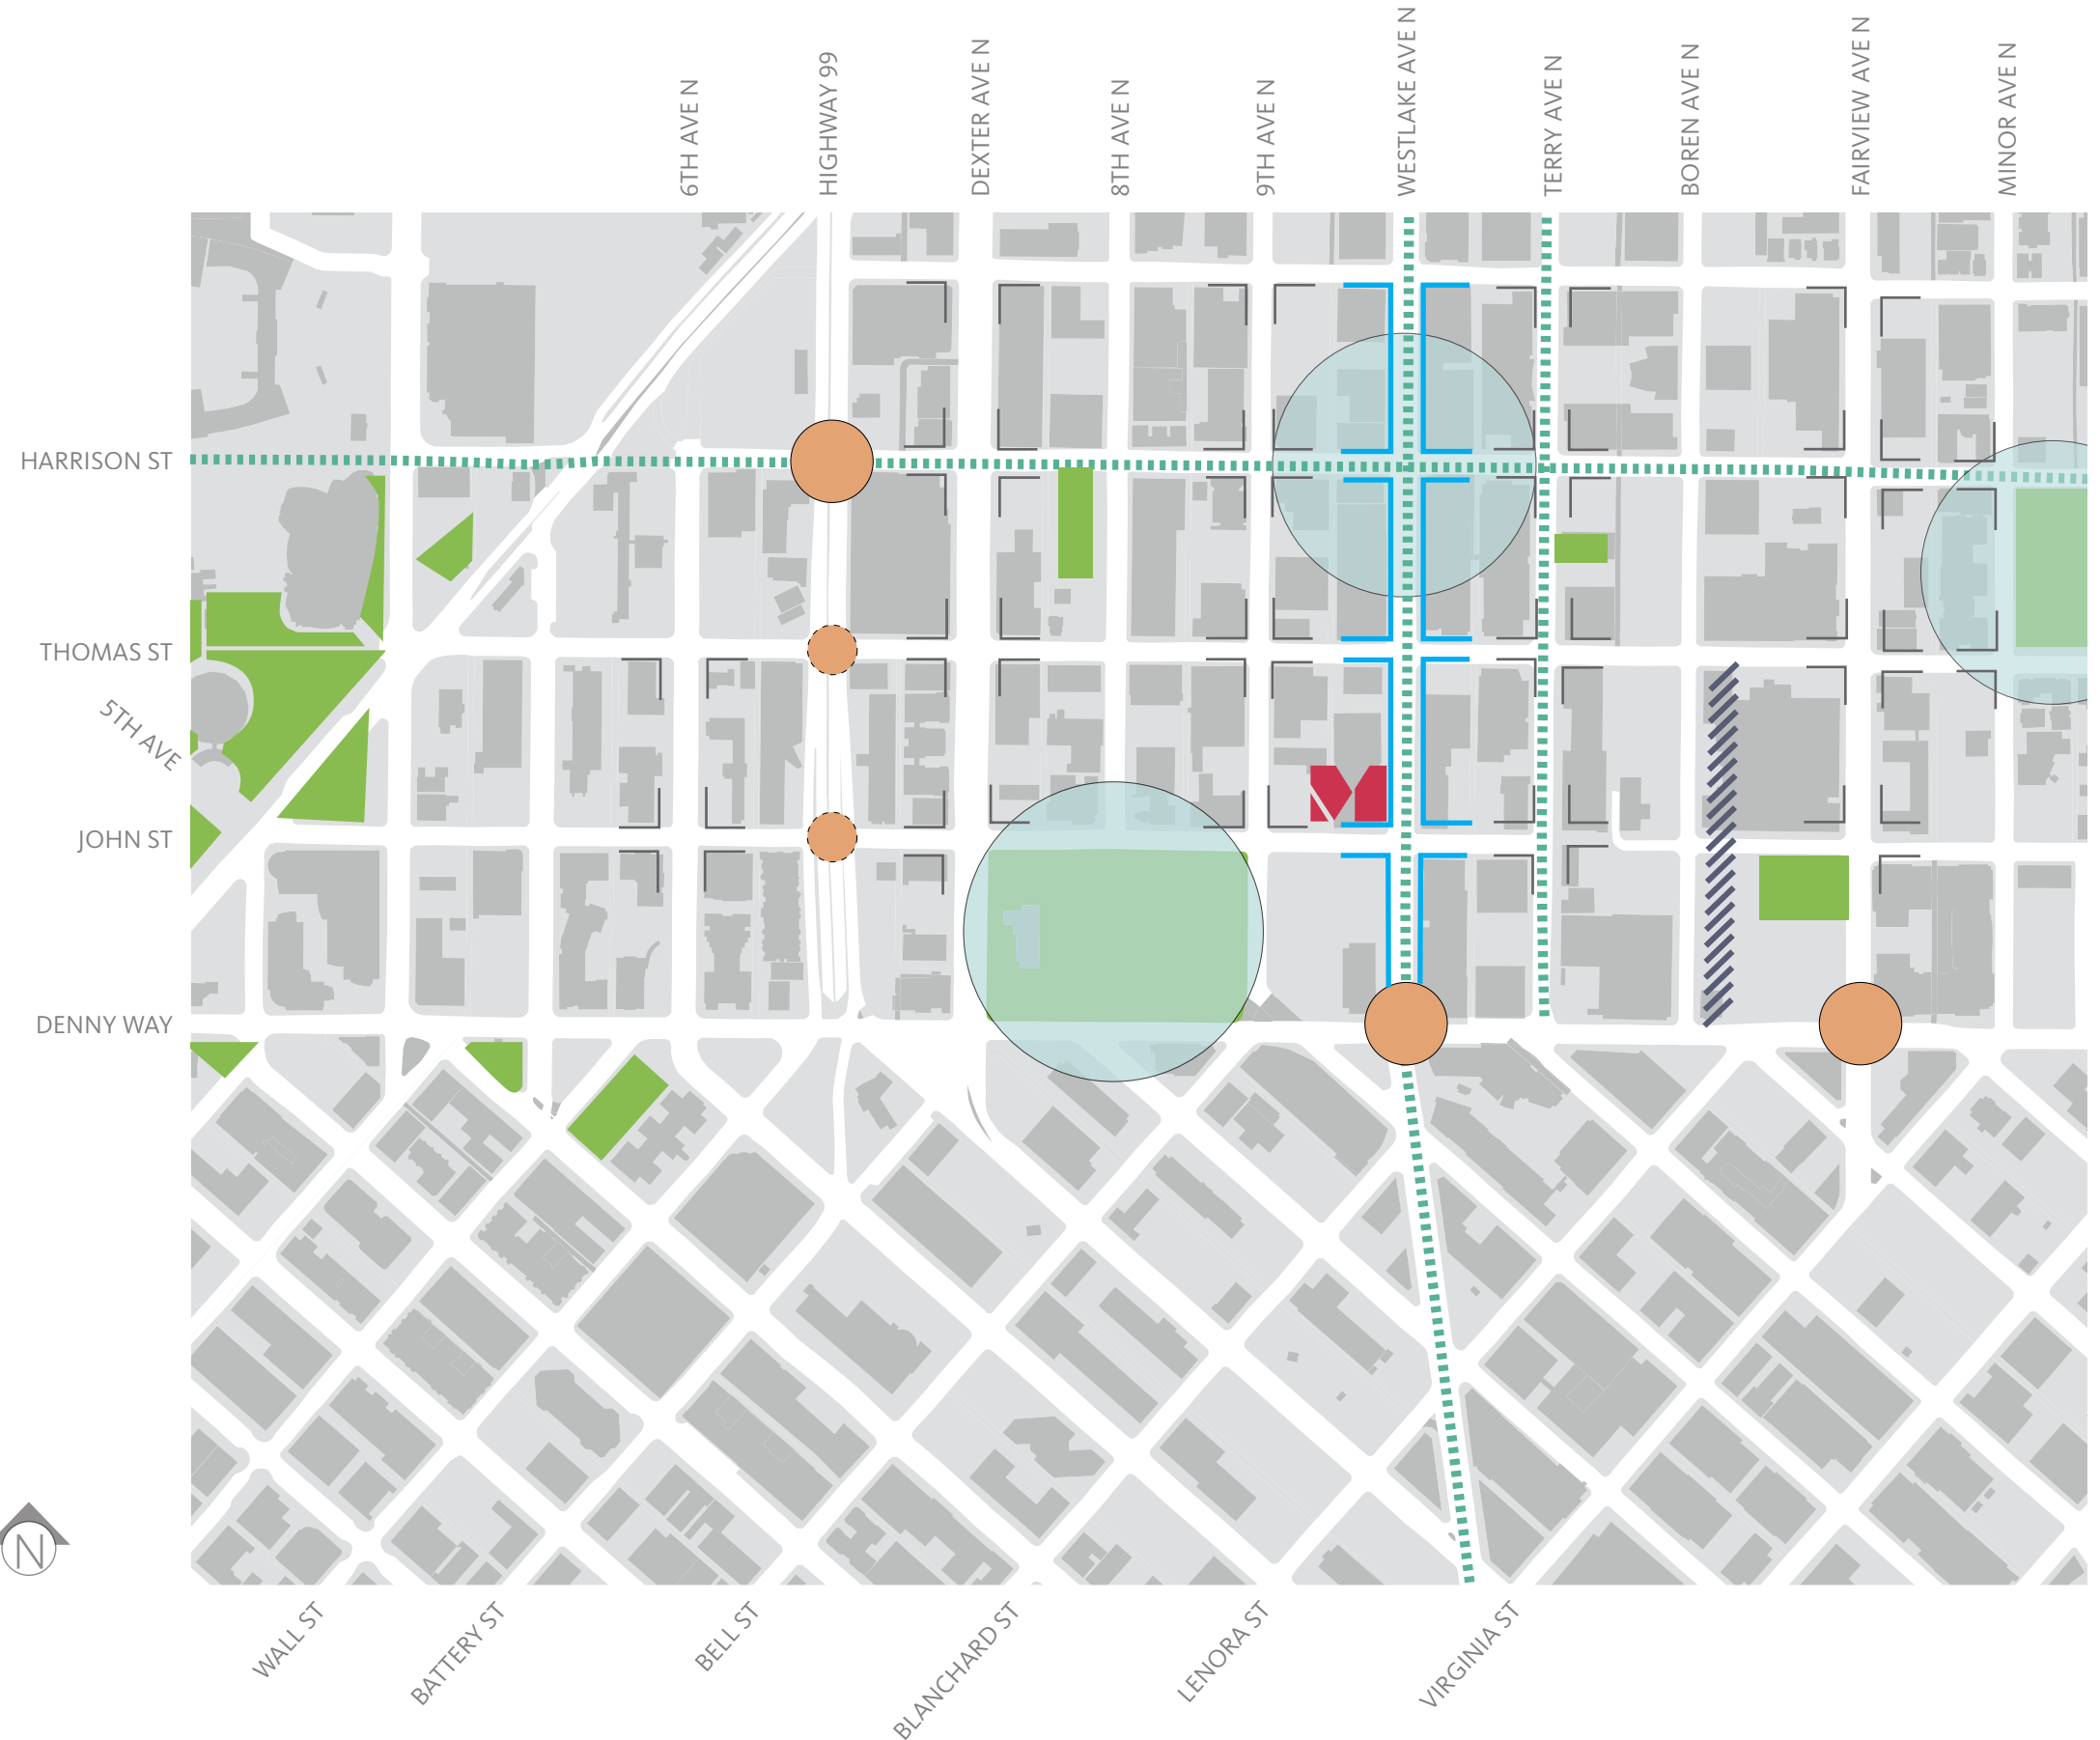 6TH AVE N
HIGHWAY 99
DEXTER AVE N
8TH AVE N
9TH AVE N
WESTLAKE AVE N
TERRY AVE N
BOREN AVE N
FAIRVIEW AVE N
MINOR AVE N
HARRISON ST
THOMAS ST
5TH AVE
JOHN ST
DENNY WAY
N
WALL ST
BATTERY ST
BELL ST
BLANCHARD ST
LENORA ST
VIRGINIA ST